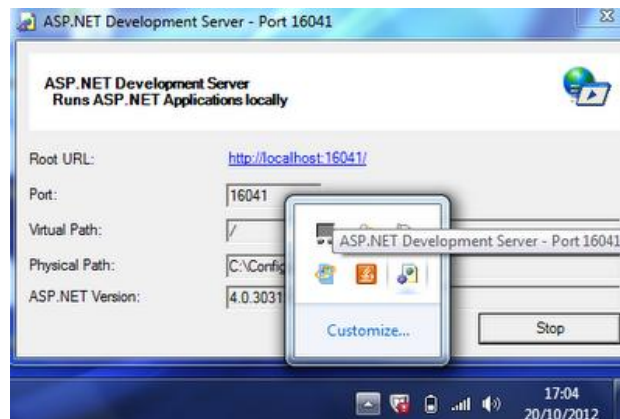 ASP.NET Development Server - Port 16041
ASP.NET Development Server
Runs ASP.NET Applications locally
Root URL: http://localhost:16041/
Port: 16041
Virtual Path: /
ASP.NET Development Server - Port 16041
Physical Path: C:\Config
ASP.NET Version: 4.0.3031
Customize...
Stop
17:04
20/10/2012